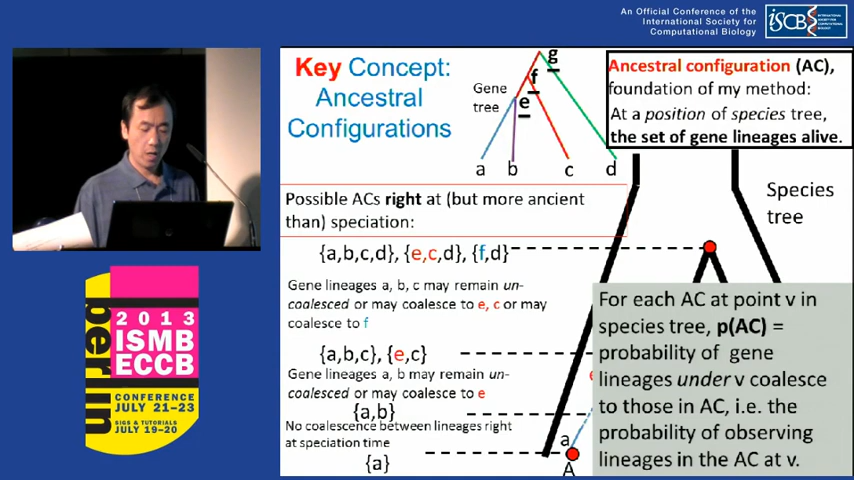 An Official Conference of the
International Society for
Computational Biology
ISCB
INTERNATIONAL
SOCIETY FOR
COMPUTATIONAL
BIOLOGY
Key Concept:
Ancestral
Configurations
Gene
tree
g
f
e
a b c d
Ancestral configuration (AC),
foundation of my method:
At a position of species tree,
the set of gene lineages alive.
Species
tree
Possible ACs right at (but more ancient
than) speciation:
{a,b,c,d}, {e,c,d}, {f,d}
Gene lineages a, b, c may remain un-
coalesced or may coalesce to e, c or may
coalesce to f
{a,b,c}, {e,c}
Gene lineages a, b may remain un-
coalesced or may coalesce to e
{a,b}
No coalescence between lineages right
at speciation time
{a}
a
A
For each AC at point v in
species tree, p(AC) =
probability of gene
lineages under v coalesce
to those in AC, i.e. the
probability of observing
lineages in the AC at v.
berlin
2013
ISMB
ECCB
CONFERENCE
JULY 21-23
SIGS & TUTORIALS
JULY 19-20